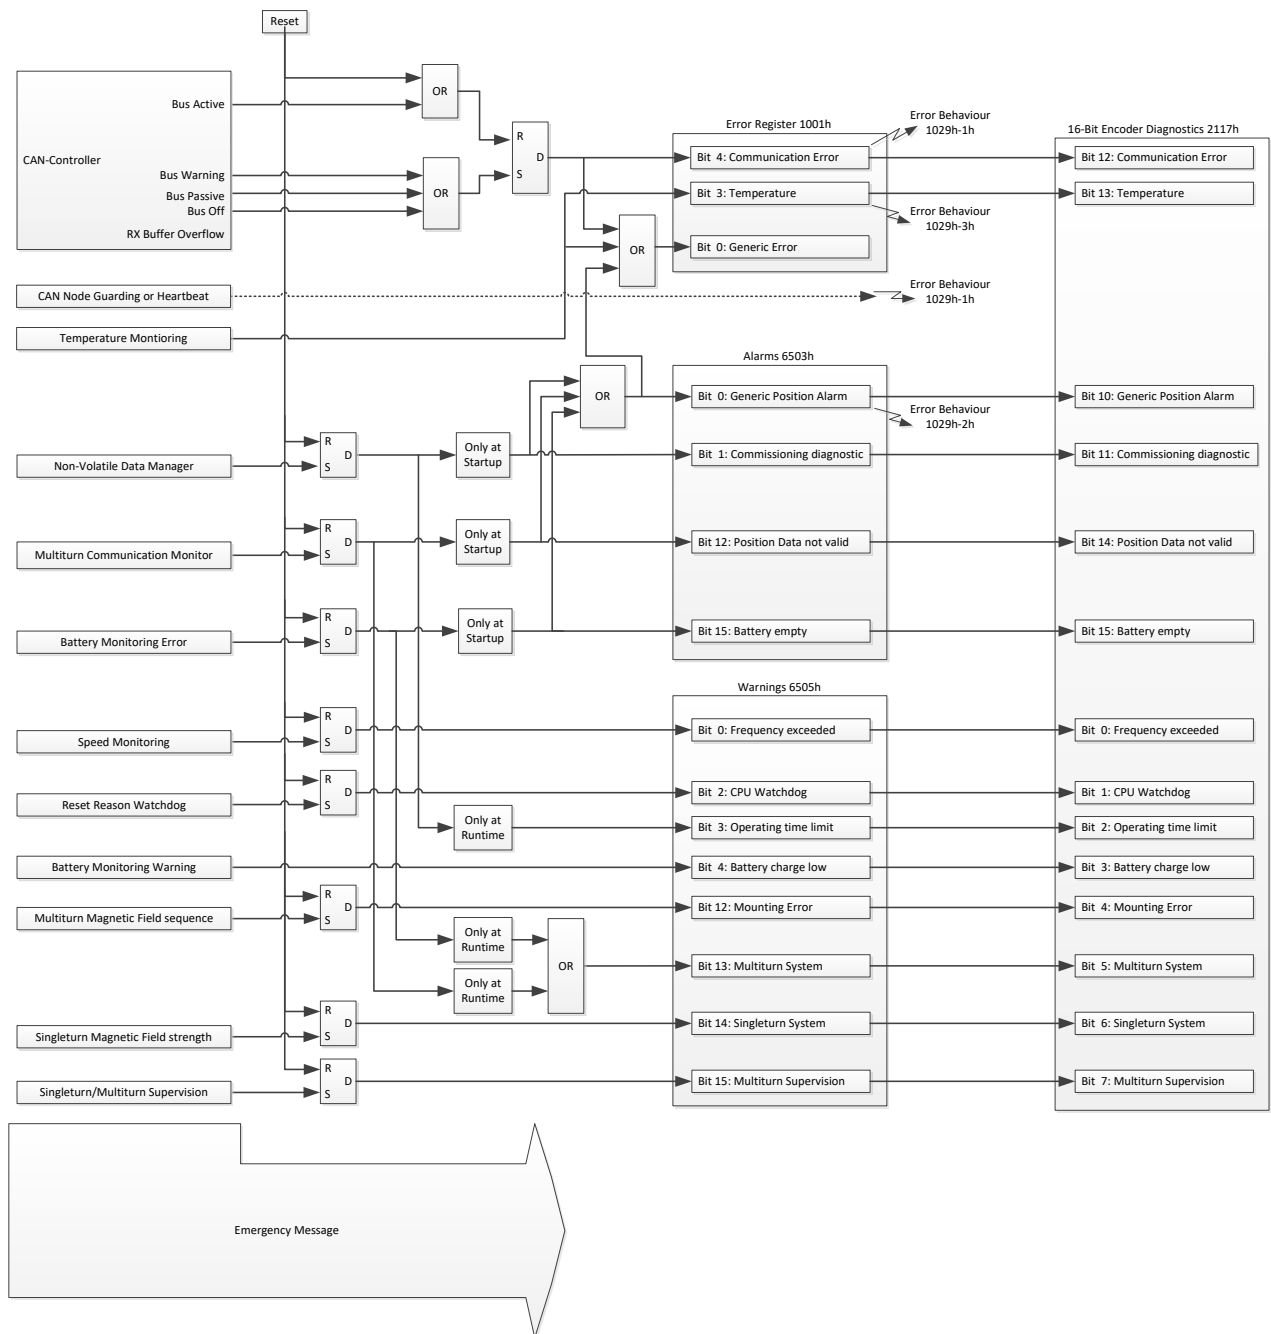 Reset
CAN-Controller
Bus Active
Bus Warning
Bus Passive
Bus Off
RX Buffer Overflow
OR
OR
R
D
S
Error Register 1001h
Bit 4: Communication Error
Bit 3: Temperature
Bit 0: Generic Error
OR
Error Behaviour
1029h-1h
Error Behaviour
1029h-3h
16-Bit Encoder Diagnostics 2117h
Bit 12: Communication Error
Bit 13: Temperature
CAN Node Guarding or Heartbeat
Error Behaviour
1029h-1h
Temperature Montioring
Alarms 6503h
OR
Bit 0: Generic Position Alarm
Error Behaviour
1029h-2h
Bit 10: Generic Position Alarm
Non-Volatile Data Manager
R
D
S
Only at
Startup
Bit 1: Commissioning diagnostic
Bit 11: Commissioning diagnostic
Multiturn Communication Monitor
R
D
S
Only at
Startup
Bit 12: Position Data not valid
Bit 14: Position Data not valid
Battery Monitoring Error
R
D
S
Only at
Startup
Bit 15: Battery empty
Bit 15: Battery empty
Warnings 6505h
Speed Monitoring
R
D
S
Bit 0: Frequency exceeded
Bit 0: Frequency exceeded
Reset Reason Watchdog
R
D
S
Bit 2: CPU Watchdog
Bit 1: CPU Watchdog
Only at
Runtime
Bit 3: Operating time limit
Bit 2: Operating time limit
Battery Monitoring Warning
Bit 4: Battery charge low
Bit 3: Battery charge low
Multiturn Magnetic Field sequence
R
D
S
Bit 12: Mounting Error
Bit 4: Mounting Error
Only at
Runtime
Only at
Runtime
OR
Bit 13: Multiturn System
Bit 5: Multiturn System
Singleturn Magnetic Field strength
R
D
S
Bit 14: Singleturn System
Bit 6: Singleturn System
Singleturn/Multiturn Supervision
R
D
S
Bit 15: Multiturn Supervision
Bit 7: Multiturn Supervision
Emergency Message